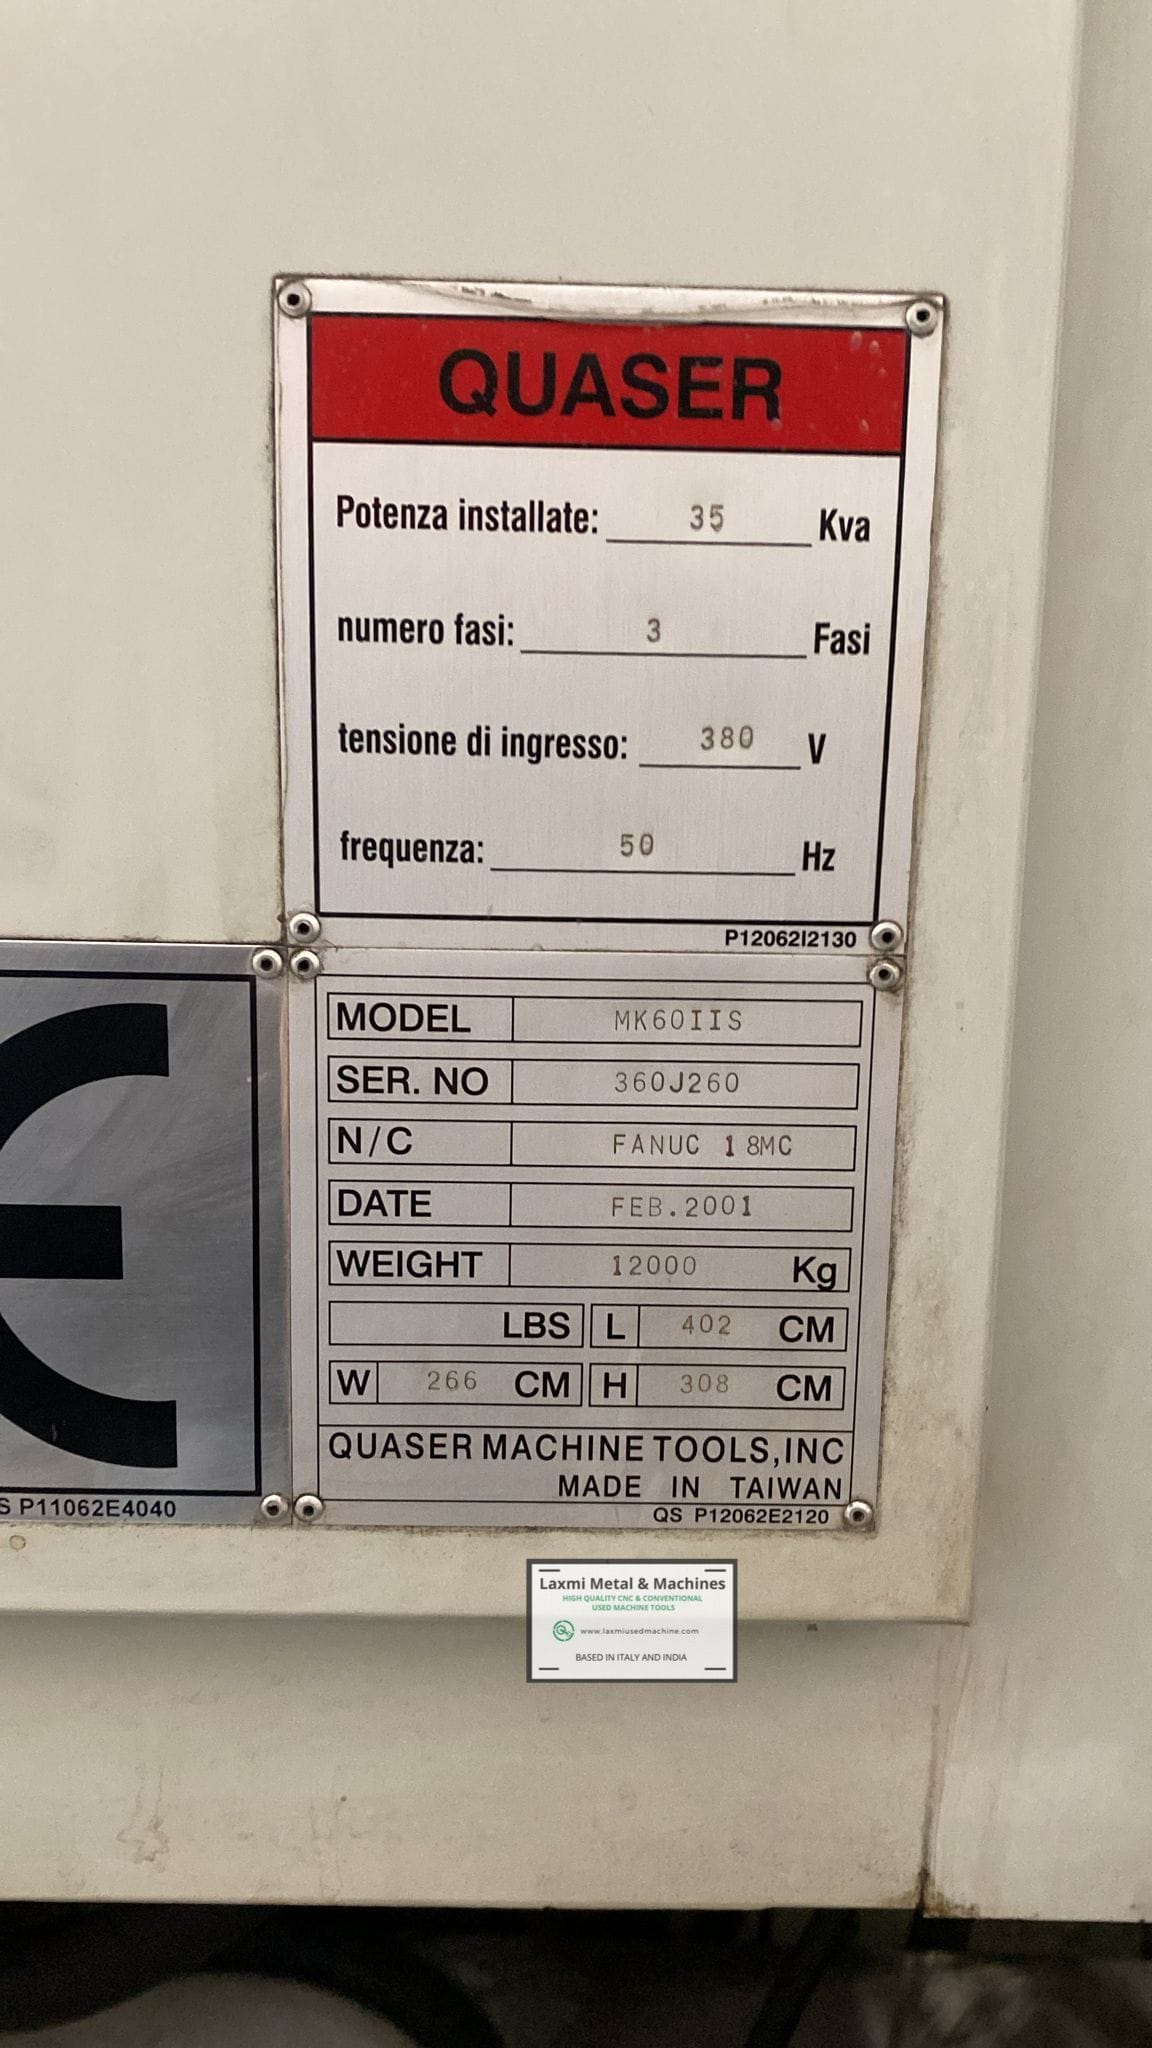 QUASER
Potenza installate: 35 Kva
numero fasi: 3 Fasi
tensione di ingresso: 380 V
frequenza: 50 Hz
P12062I2130
MODEL MK60IIS
SER. NO 360J260
N/C FANUC 18MC
DATE FEB.2001
WEIGHT 12000 Kg
LBS L 402 CM
W 266 CM H 308 CM
QUASER MACHINE TOOLS,INC
MADE IN TAIWAN
QS P12062E2120
S P11062E4040
Laxmi Metal & Machines
HIGH QUALITY CNC & CONVENTIONAL
USED MACHINE TOOLS
www.laxmiusedmachine.com
BASED IN ITALY AND INDIA